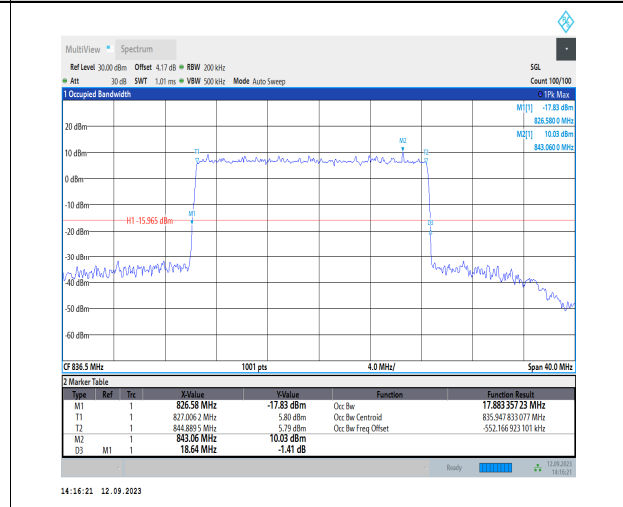 MultiView Spectrum
Ref Level 30.00 dBm Offset 4.17 dB RBW 200 kHz SGL
Att 30 dB SWT 1.01 ms VBW 500 kHz Mode Auto Sweep Count 100/100
1 Occupied Bandwidth 1Pk Max
M1[1] -17.83 dBm
826.580 0 MHz
M2[1] 10.03 dBm
843.060 0 MHz
20 dBm
M2
T1 T2
10 dBm
0 dBm
-10 dBm
M1
H1 -15.965 dBm
D3
-20 dBm
-30 dBm
-40 dBm
-50 dBm
-60 dBm
CF 836.5 MHz 1001 pts 4.0 MHz/ Span 40.0 MHz
2 Marker Table
Type Ref Trc X-Value Y-Value Function Function Result
M1 1 826.58 MHz -17.83 dBm Occ Bw 17.883 357 23 MHz
T1 1 827.006 2 MHz 5.80 dBm Occ Bw Centroid 835.947 833 077 MHz
T2 1 844.889 5 MHz 5.79 dBm Occ Bw Freq Offset -552.166 923 101 kHz
M2 1 843.06 MHz 10.03 dBm
D3 M1 1 18.64 MHz -1.41 dB
Ready 12.09.2023
14:16:21
14:16:21 12.09.2023